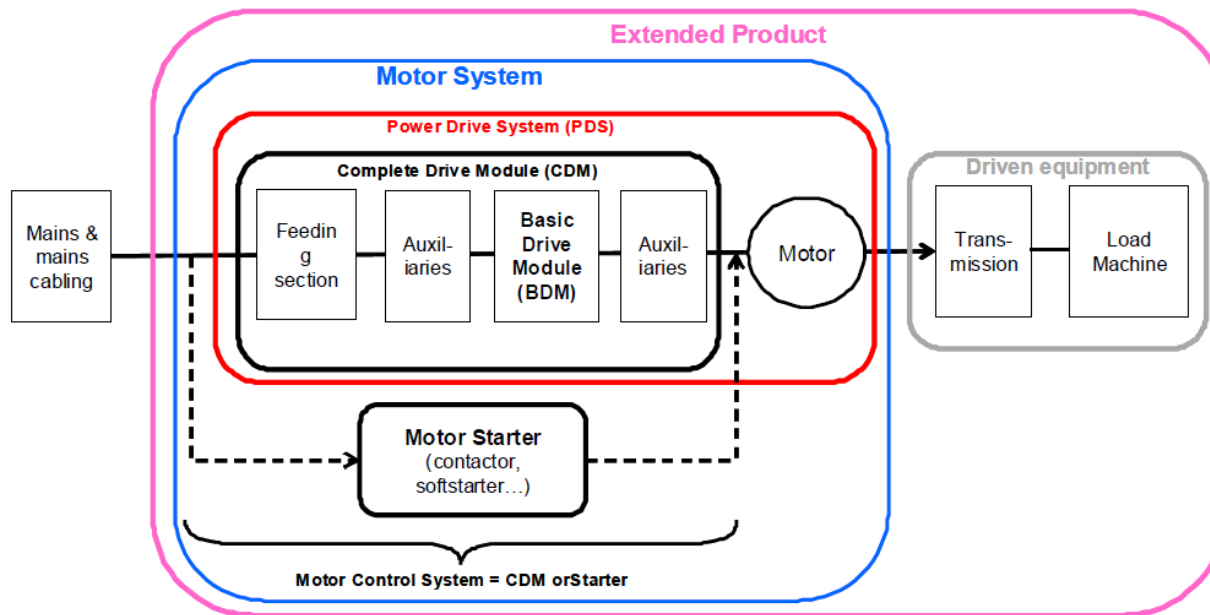 Extended Product
Motor System
Power Drive System (PDS)
Complete Drive Module (CDM)
Driven equipment
Mains &
mains
cabling
Feedin
g
section
Auxil-
iaries
Basic
Drive
Module
(BDM)
Auxil-
iaries
Motor
Trans-
mission
Load
Machine
Motor Starter
(contactor,
softstarter...)
Motor Control System = CDM orStarter